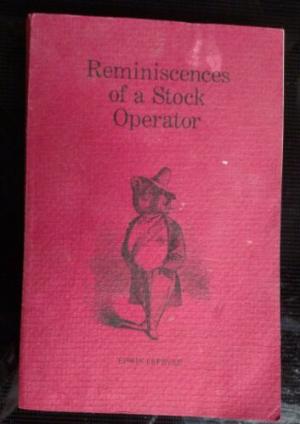 Reminiscences
of a Stock
Operator
EDWIN LEFEVRE